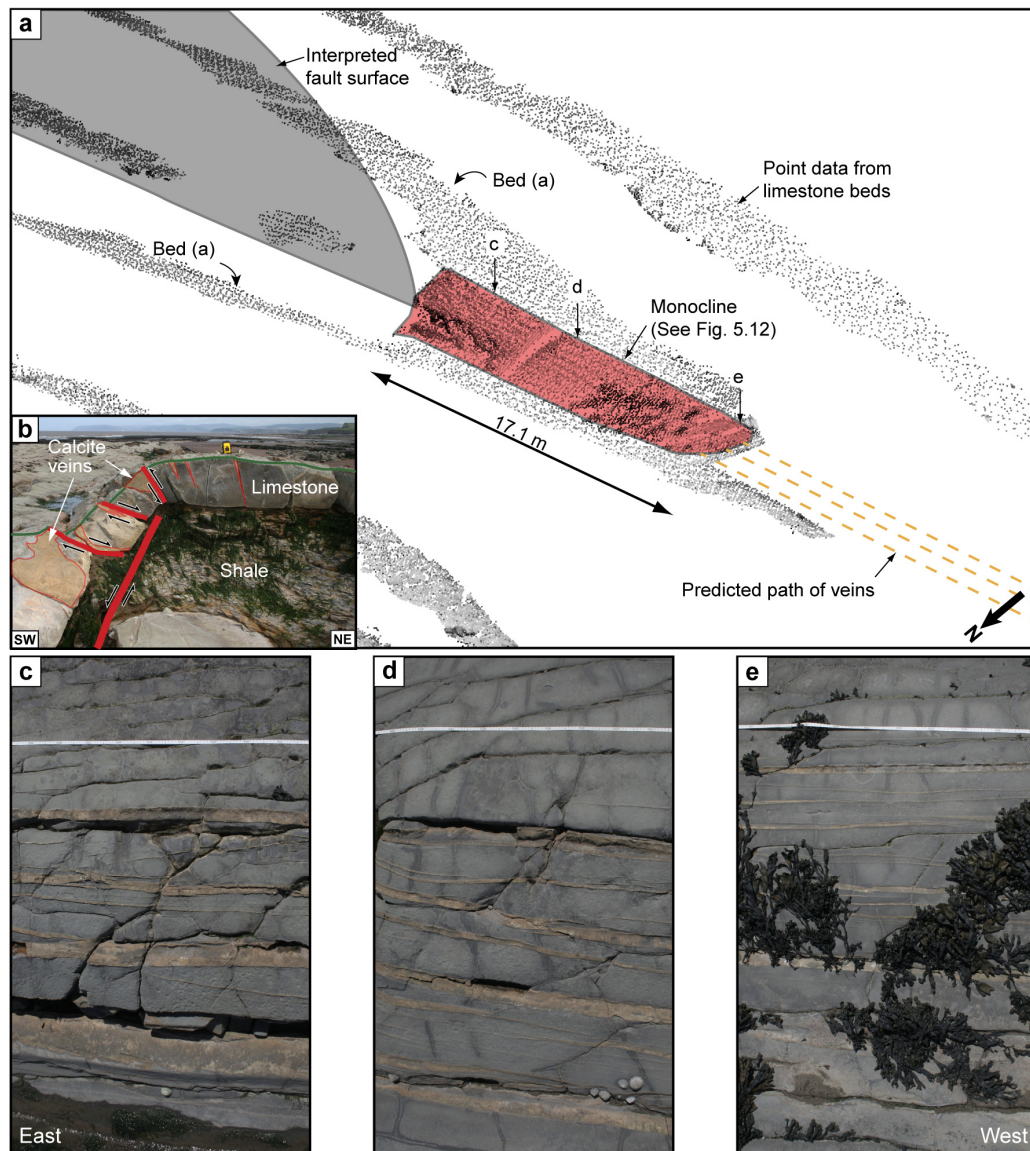 a
Interpreted
fault surface
Bed (a)
Point data from
limestone beds
Bed (a)
c
d
Monocline
(See Fig. 5.12)
e
17.1 m
Predicted path of veins
N
b
Calcite
veins
Limestone
Shale
SW
NE
c
East
d
e
West